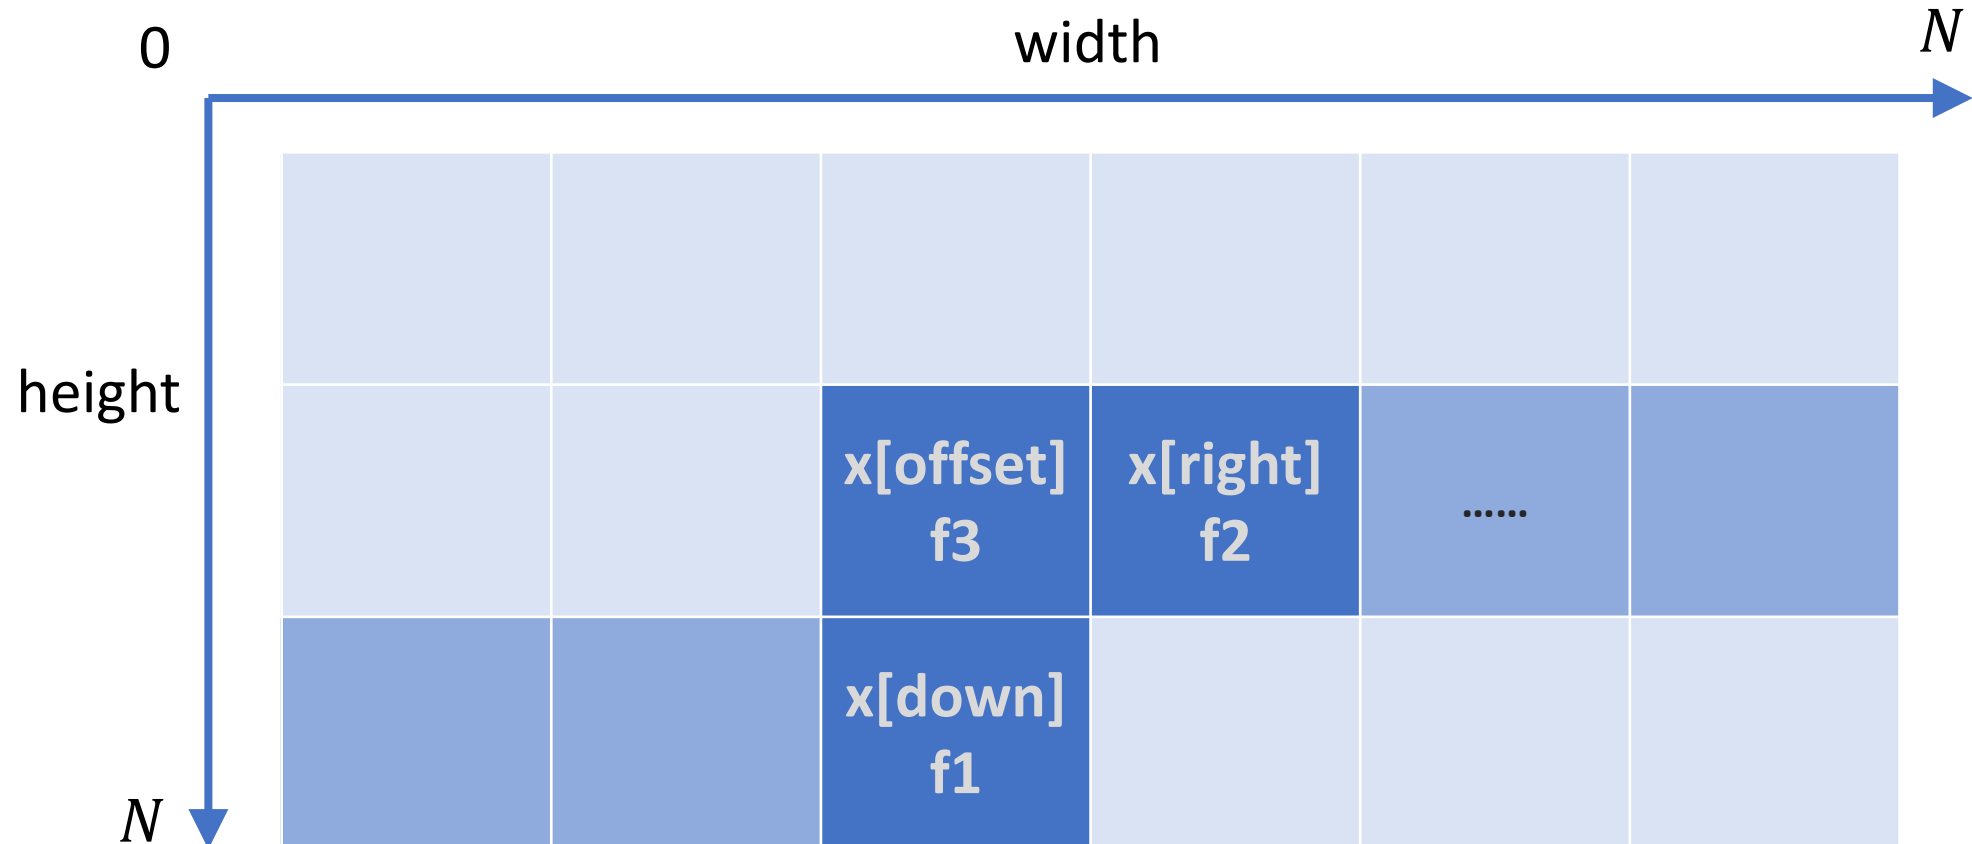 0
width
N
height
x[offset]
f3
x[right]
f2
......
x[down]
f1
N